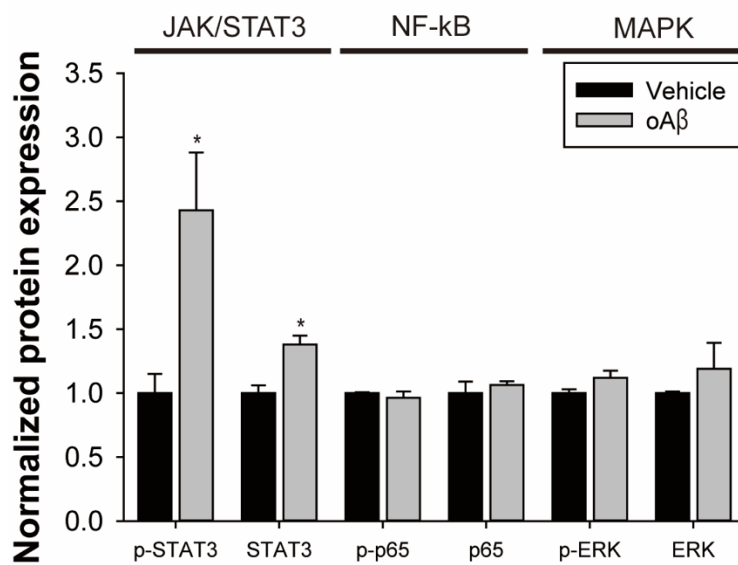 JAK/STAT3 NF-kB MAPK
Vehicle
oAβ
Normalized protein expression
3.5
3.0
2.5
2.0
1.5
1.0
0.5
0.0
*
*
p-STAT3 STAT3 p-p65 p65 p-ERK ERK